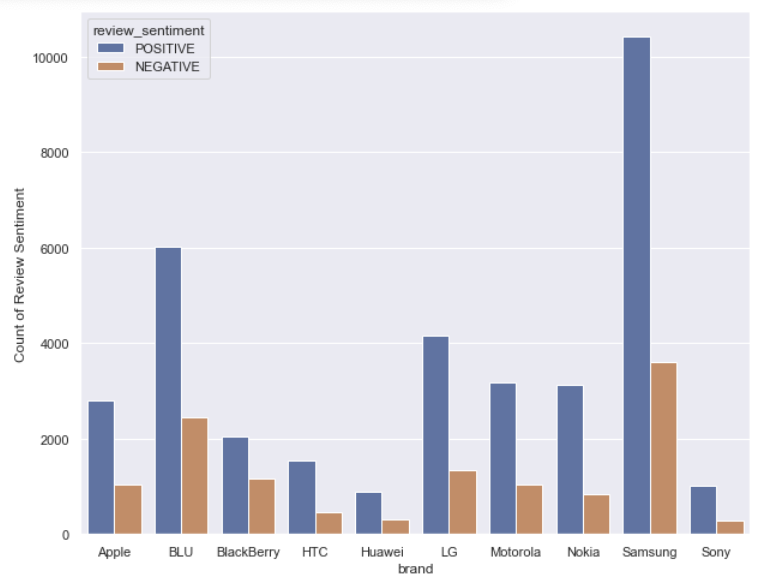 review_sentiment
POSITIVE
NEGATIVE
10000
8000
6000
4000
2000
0
Count of Review Sentiment
Apple BLU BlackBerry HTC Huawei LG Motorola Nokia Samsung Sony
brand